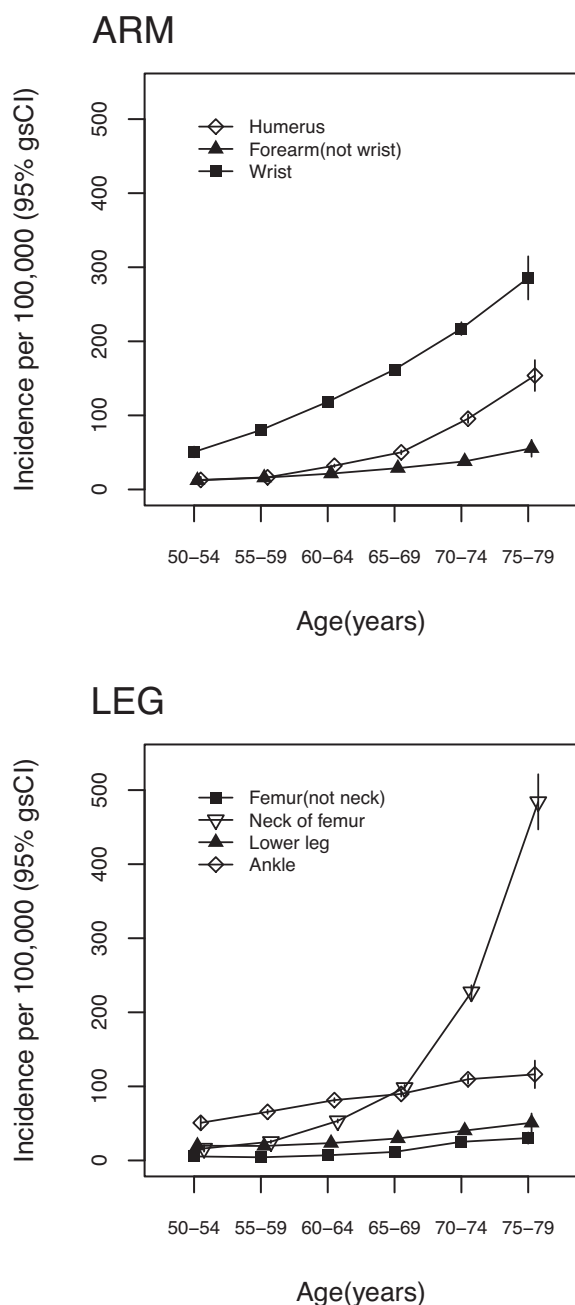 ARM
Incidence per 100,000 (95% gsCI)
500
400
300
200
100
0
Humerus
Forearm(not wrist)
Wrist
50–54 55–59 60–64 65–69 70–74 75–79
Age(years)
LEG
Incidence per 100,000 (95% gsCI)
500
400
300
200
100
0
Femur(not neck)
Neck of femur
Lower leg
Ankle
50–54 55–59 60–64 65–69 70–74 75–79
Age(years)